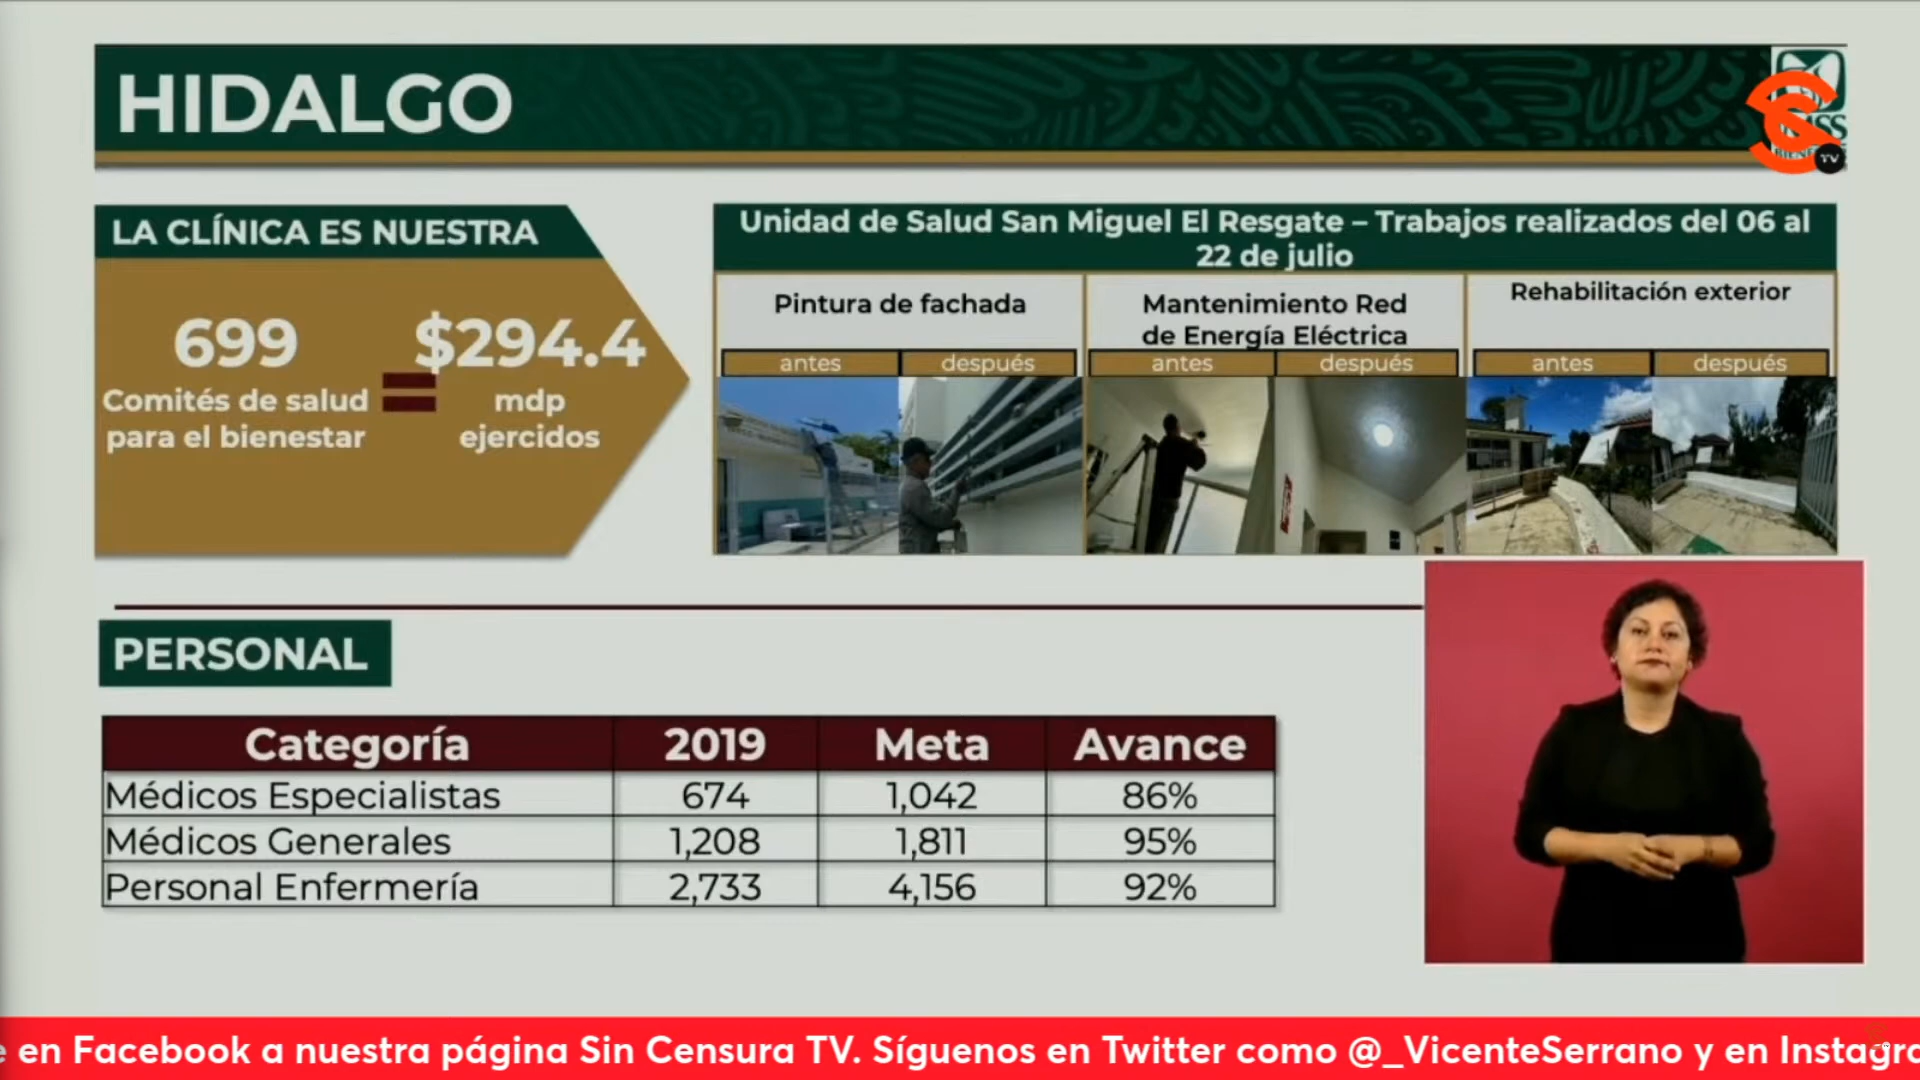 HIDALGO
TV
LA CLÍNICA ES NUESTRA
699
Comités de salud
para el bienestar
=
$294.4
mdp
ejercidos
Unidad de Salud San Miguel El Resgate – Trabajos realizados del 06 al
22 de julio
Pintura de fachada
antes después
Mantenimiento Red
de Energía Eléctrica
antes después
Rehabilitación exterior
antes después
PERSONAL
Categoría 2019 Meta Avance
Médicos Especialistas 674 1,042 86%
Médicos Generales 1,208 1,811 95%
Personal Enfermería 2,733 4,156 92%
e en Facebook a nuestra página Sin Censura TV. Síguenos en Twitter como @_VicenteSerrano y en Instagra